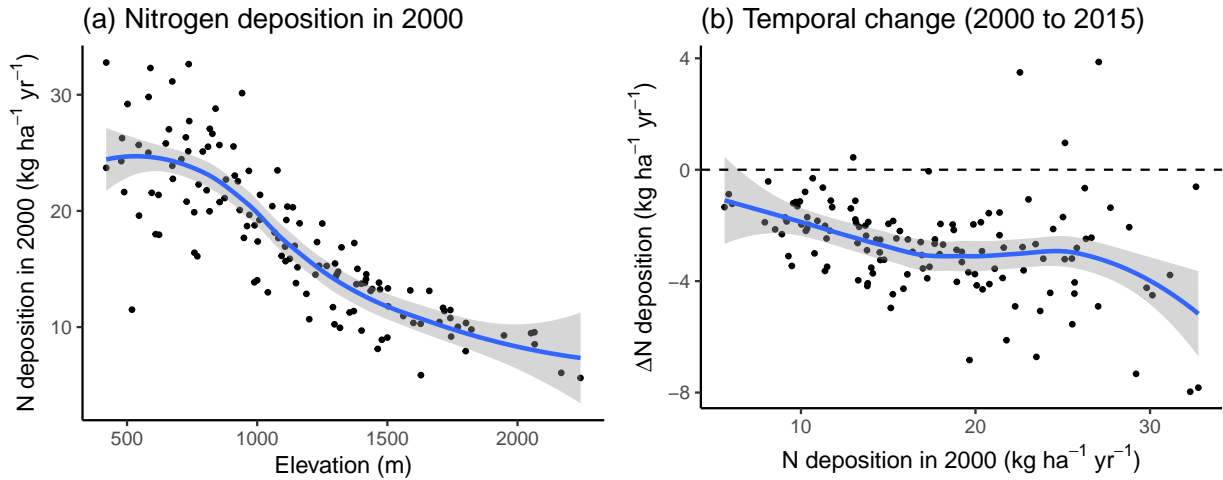 (a) Nitrogen deposition in 2000
N deposition in 2000 (kg ha⁻¹ yr⁻¹)
30
20
10
500 1000 1500 2000
Elevation (m)
(b) Temporal change (2000 to 2015)
ΔN deposition (kg ha⁻¹ yr⁻¹)
4
0
−4
−8
10 20 30
N deposition in 2000 (kg ha⁻¹ yr⁻¹)